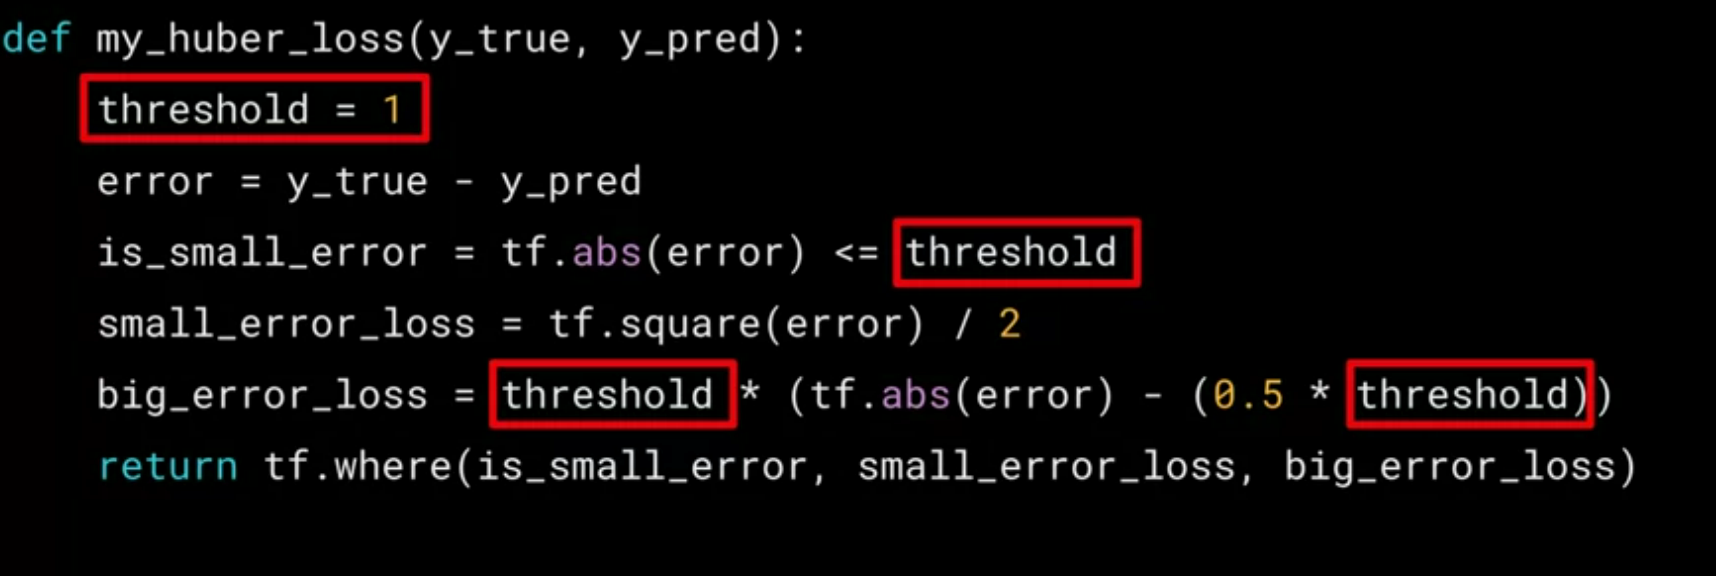 def my_huber_loss(y_true, y_pred):
    threshold = 1
    error = y_true - y_pred
    is_small_error = tf.abs(error) <= threshold
    small_error_loss = tf.square(error) / 2
    big_error_loss = threshold * (tf.abs(error) - (0.5 * threshold))
    return tf.where(is_small_error, small_error_loss, big_error_loss)